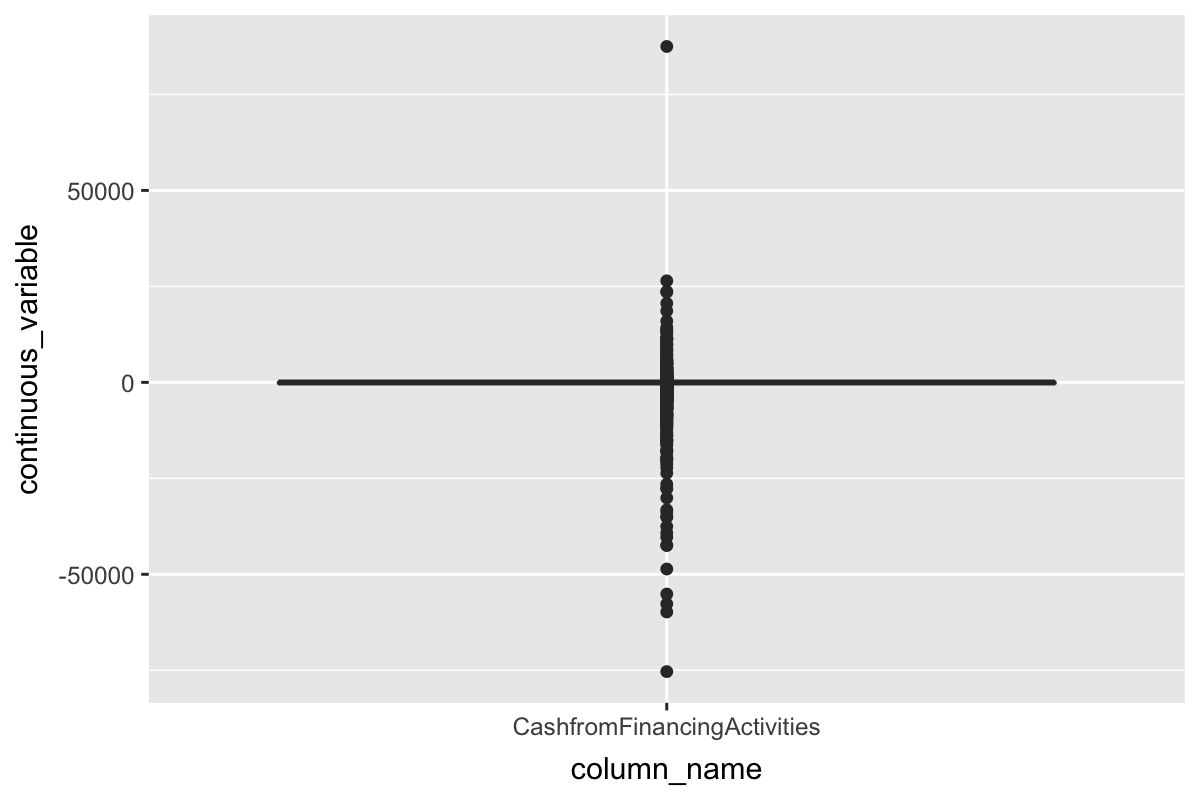 continuous_variable
50000
0
-50000
CashfromFinancingActivities
column_name